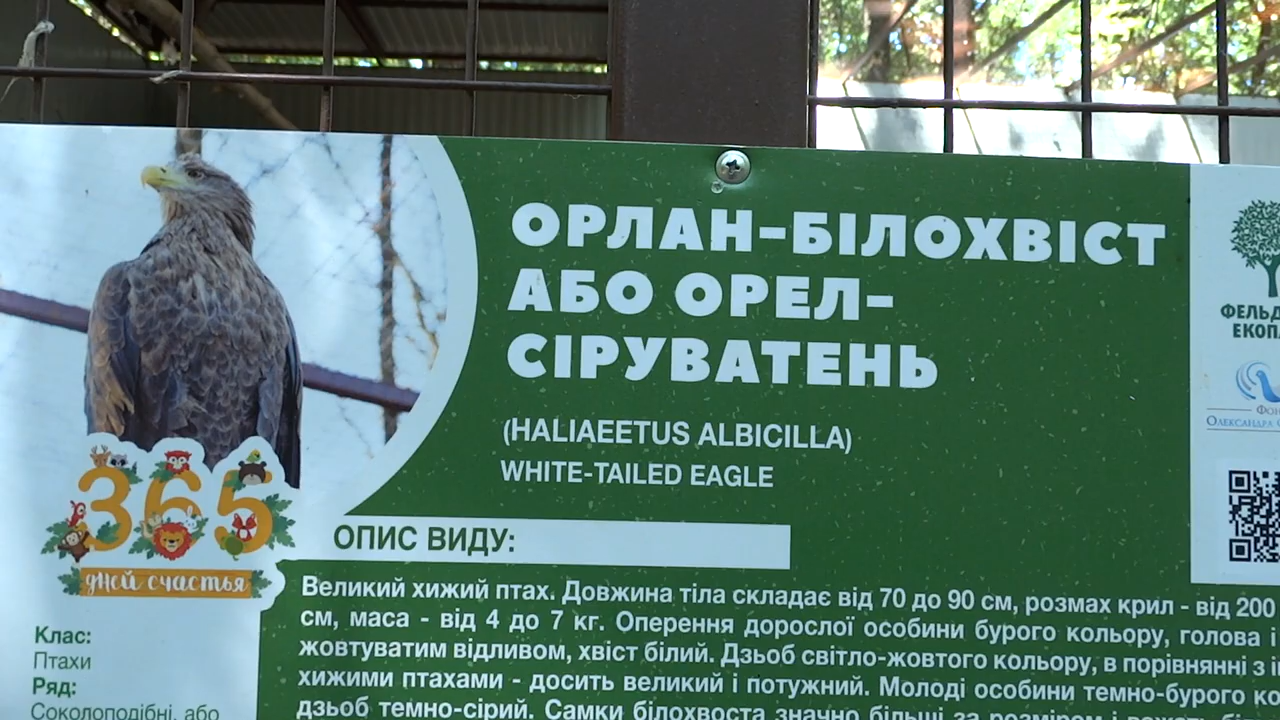 ОРЛАН-БІЛОХВІСТ
АБО ОРЕЛ-
СІРУВАТЕНЬ
(HALIAEETUS ALBICILLA)
WHITE-TAILED EAGLE
365
дней счастья
ОПИС ВИДУ:
Великий хижий птах. Довжина тіла складає від 70 до 90 см, розмах крил - від 200
см, маса - від 4 до 7 кг. Оперення дорослої особини бурого кольору, голова і
жовтуватим відливом, хвіст білий. Дзьоб світло-жовтого кольору, в порівнянні з
хижими птахами - досить великий і потужний. Молоді особини темно-бурого
дзьоб темно-сірий. Самки білохвоста значно більші за розміром і
Клас:
Птахи
Ряд:
Соколоподібні, або
ФЕЛЬД
ЕКОП
ФОН
ОЛЕКСАНДРА